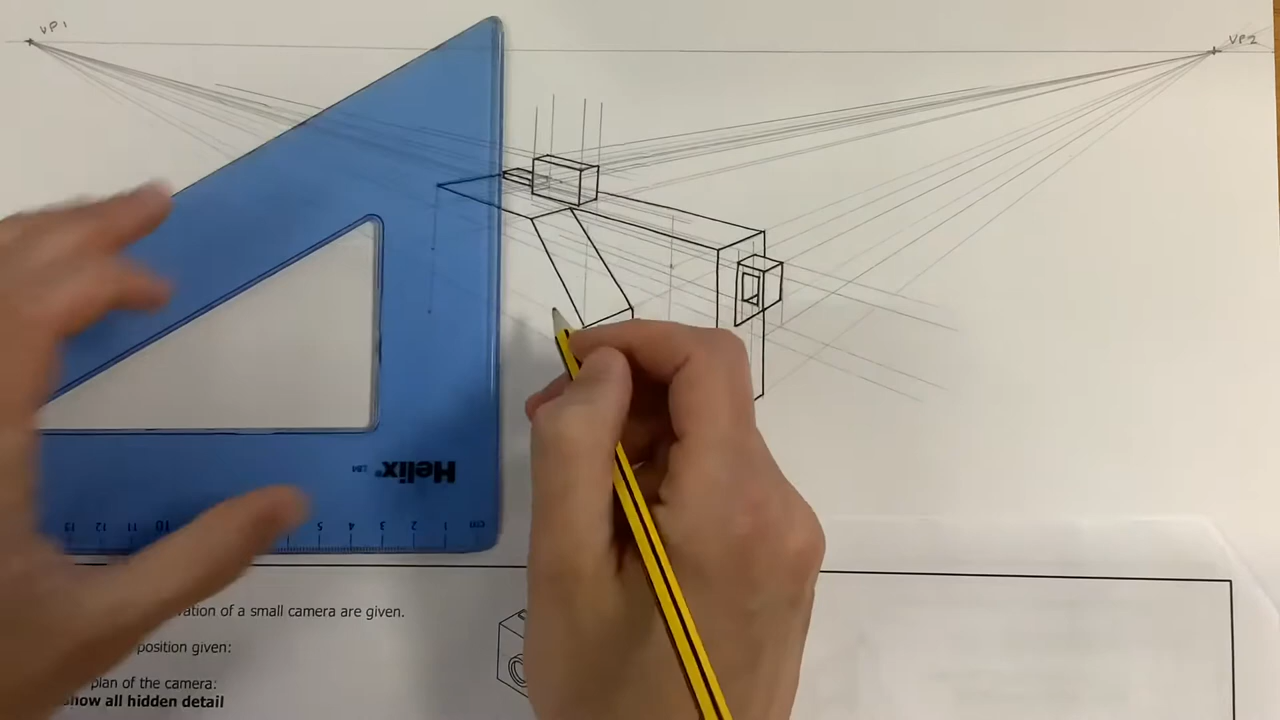 VP1
VP2
Helix
cm 1 2 3 4 5 10 11 12 13
ation of a small camera are given.
position given:
plan of the camera:
how all hidden detail